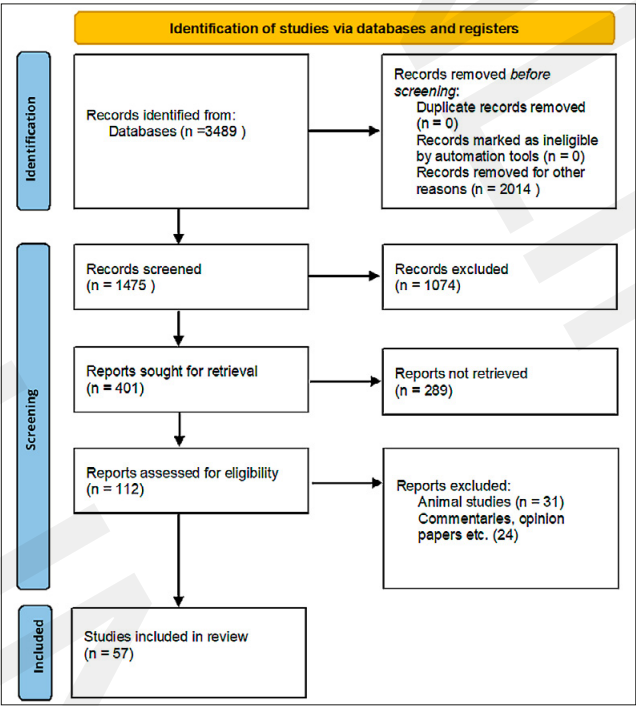 Identification of studies via databases and registers
Identification
Records identified from:
Databases (n =3489 )
Records removed before
screening:
Duplicate records removed
(n = 0)
Records marked as ineligible
by automation tools (n = 0)
Records removed for other
reasons (n = 2014 )
Screening
Records screened
(n = 1475 )
Records excluded
(n = 1074)
Reports sought for retrieval
(n = 401)
Reports not retrieved
(n = 289)
Reports assessed for eligibility
(n = 112)
Reports excluded:
Animal studies (n = 31)
Commentaries, opinion
papers etc. (24)
Included
Studies included in review
(n = 57)